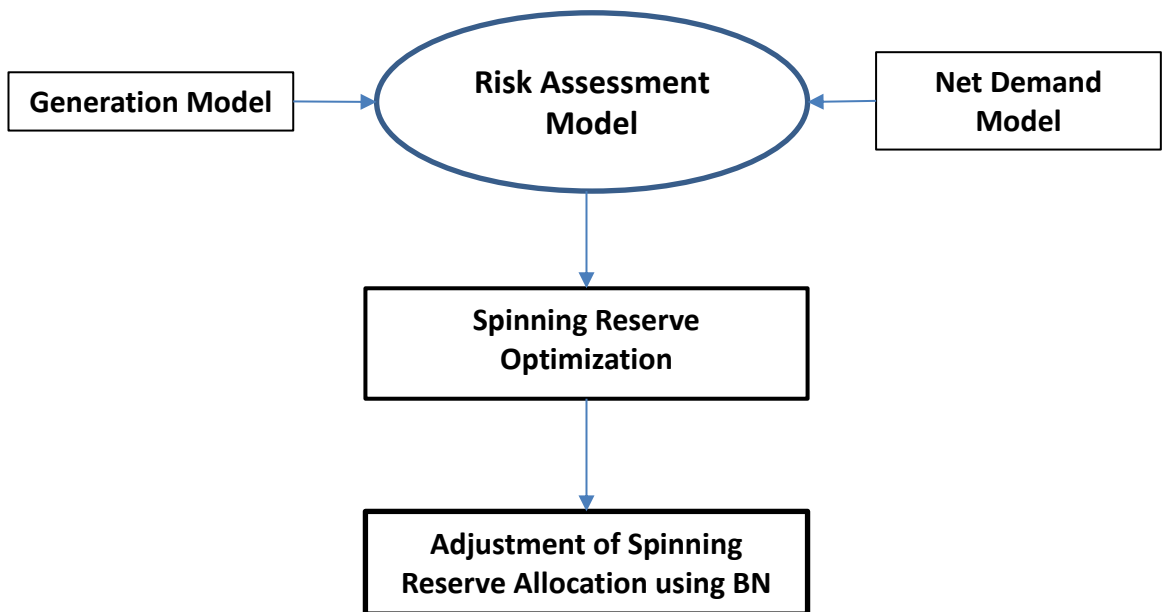 Generation Model
Risk Assessment
Model
Net Demand
Model
Spinning Reserve
Optimization
Adjustment of Spinning
Reserve Allocation using BN